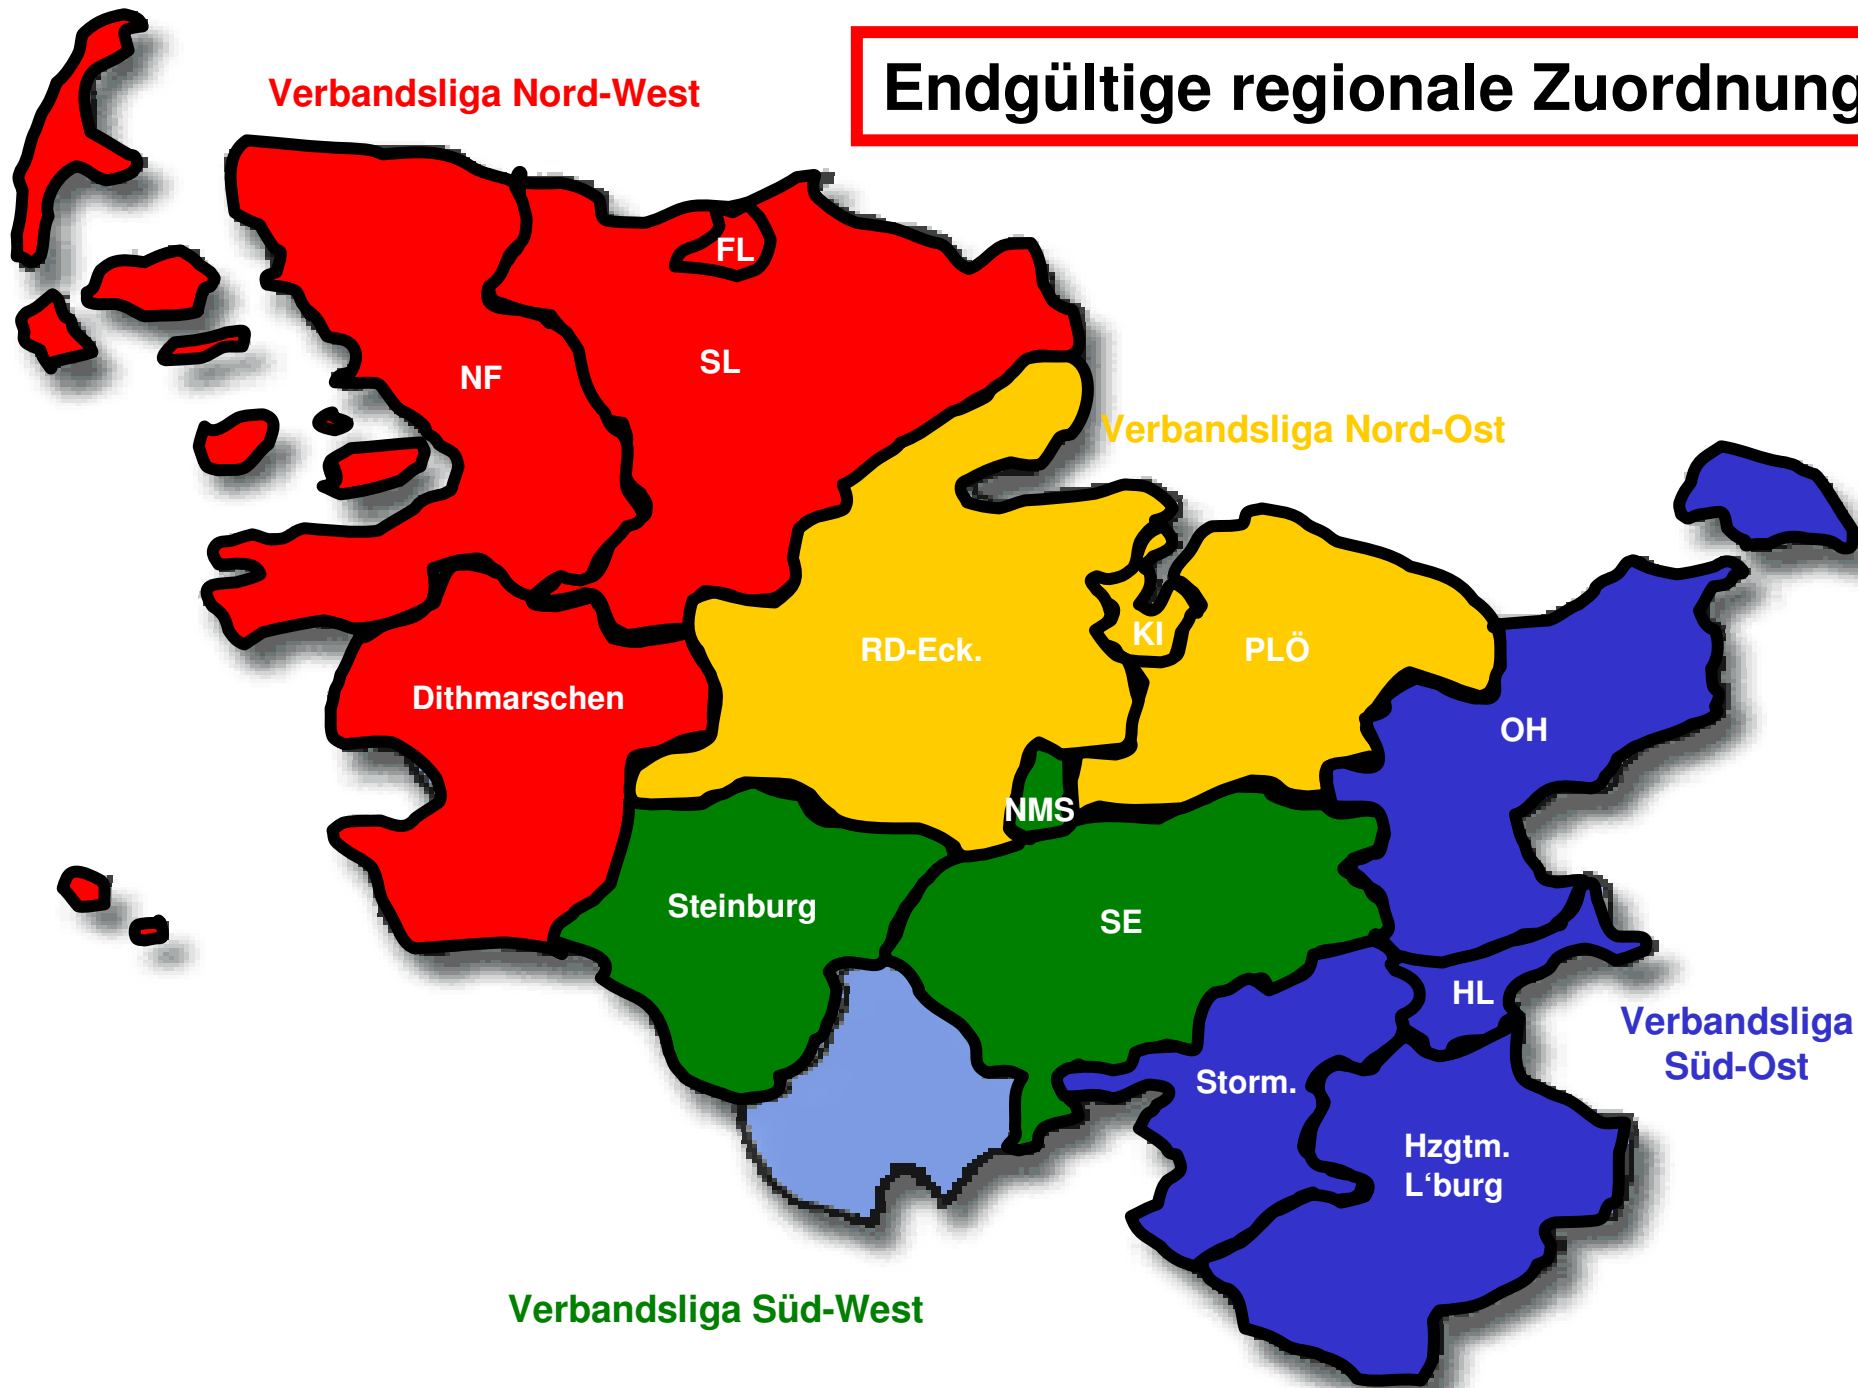 Endgültige regionale Zuordnung
Verbandsliga Nord-West
FL
SL
NF
Verbandsliga Nord-Ost
KI
RD-Eck.
PLÖ
Dithmarschen
OH
NMS
Steinburg
SE
HL
Verbandsliga
Süd-Ost
Storm.
Hzgtm.
L‘burg
Verbandsliga Süd-West